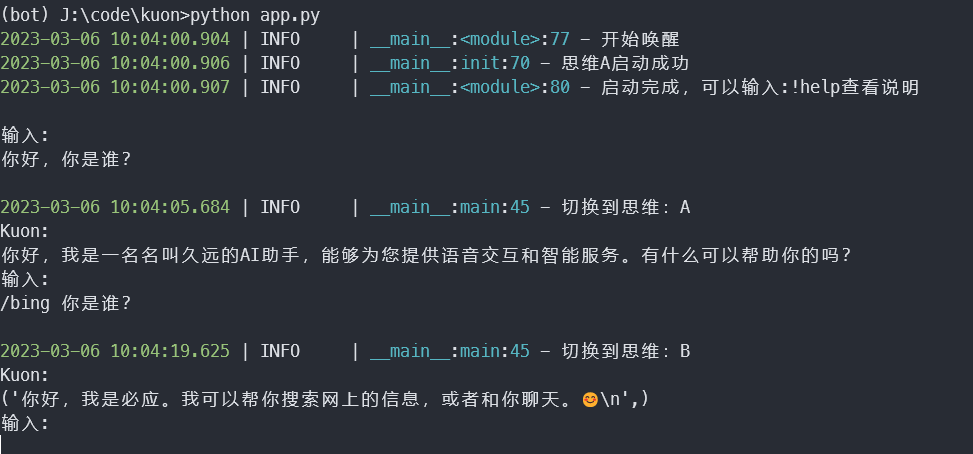 (bot) J:\code\kuon>python app.py
2023-03-06 10:04:00.904 | INFO     | __main__:<module>:77 - 开始唤醒
2023-03-06 10:04:00.906 | INFO     | __main__:init:70 - 思维A启动成功
2023-03-06 10:04:00.907 | INFO     | __main__:<module>:80 - 启动完成，可以输入:!help查看说明
输入:
你好，你是谁?
2023-03-06 10:04:05.684 | INFO     | __main__:main:45 - 切换到思维: A
Kuon:
你好，我是一名名叫久远的AI助手，能够为您提供语音交互和智能服务。有什么可以帮助你的吗?
输入:
/bing 你是谁?
2023-03-06 10:04:19.625 | INFO     | __main__:main:45 - 切换到思维: B
Kuon:
('你好，我是必应。我可以帮你搜索网上的信息，或者和你聊天。😊\n',)
输入: